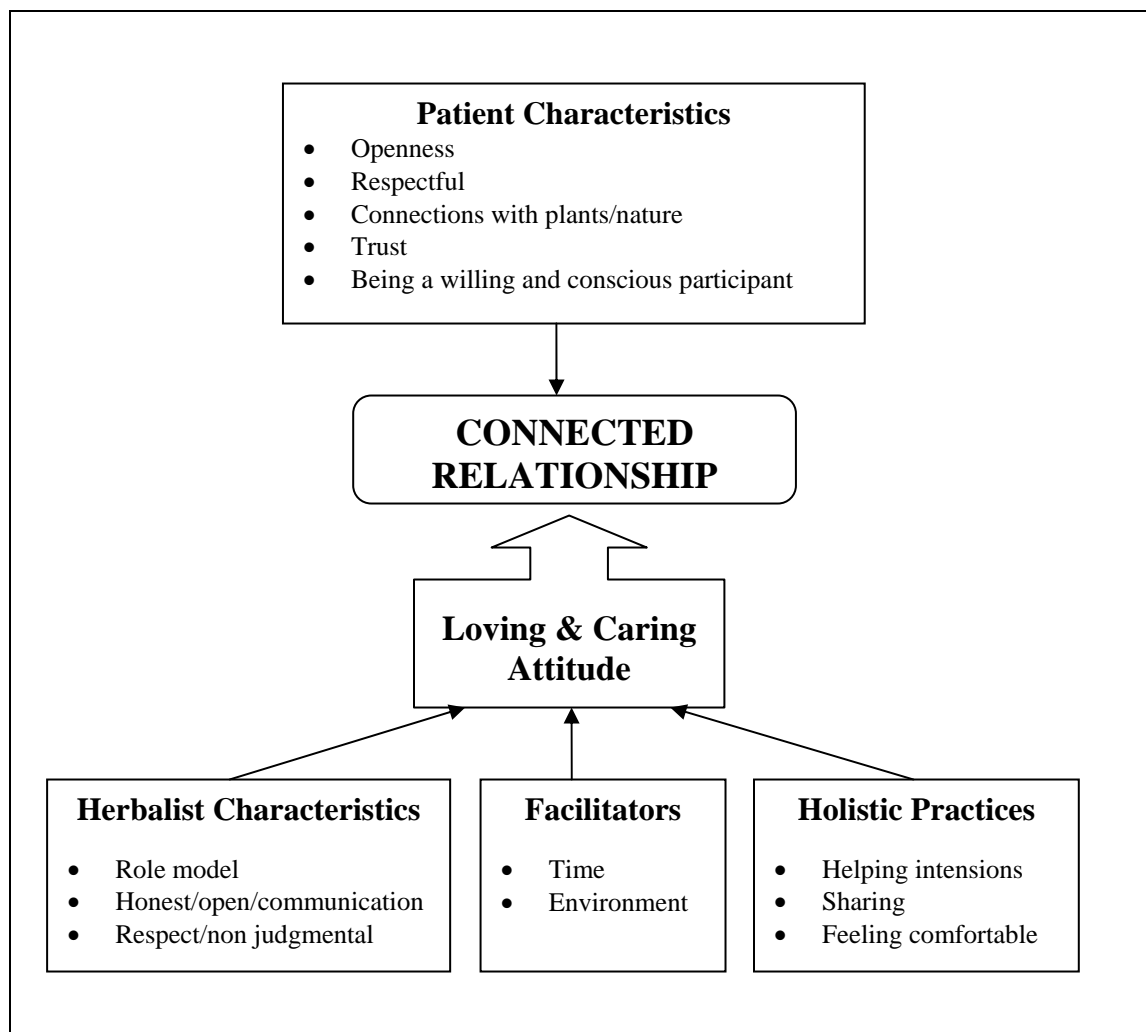 Patient Characteristics
• Openness
• Respectful
• Connections with plants/nature
• Trust
• Being a willing and conscious participant
CONNECTED
RELATIONSHIP
Loving & Caring
Attitude
Herbalist Characteristics
• Role model
• Honest/open/communication
• Respect/non judgmental
Facilitators
• Time
• Environment
Holistic Practices
• Helping intensions
• Sharing
• Feeling comfortable